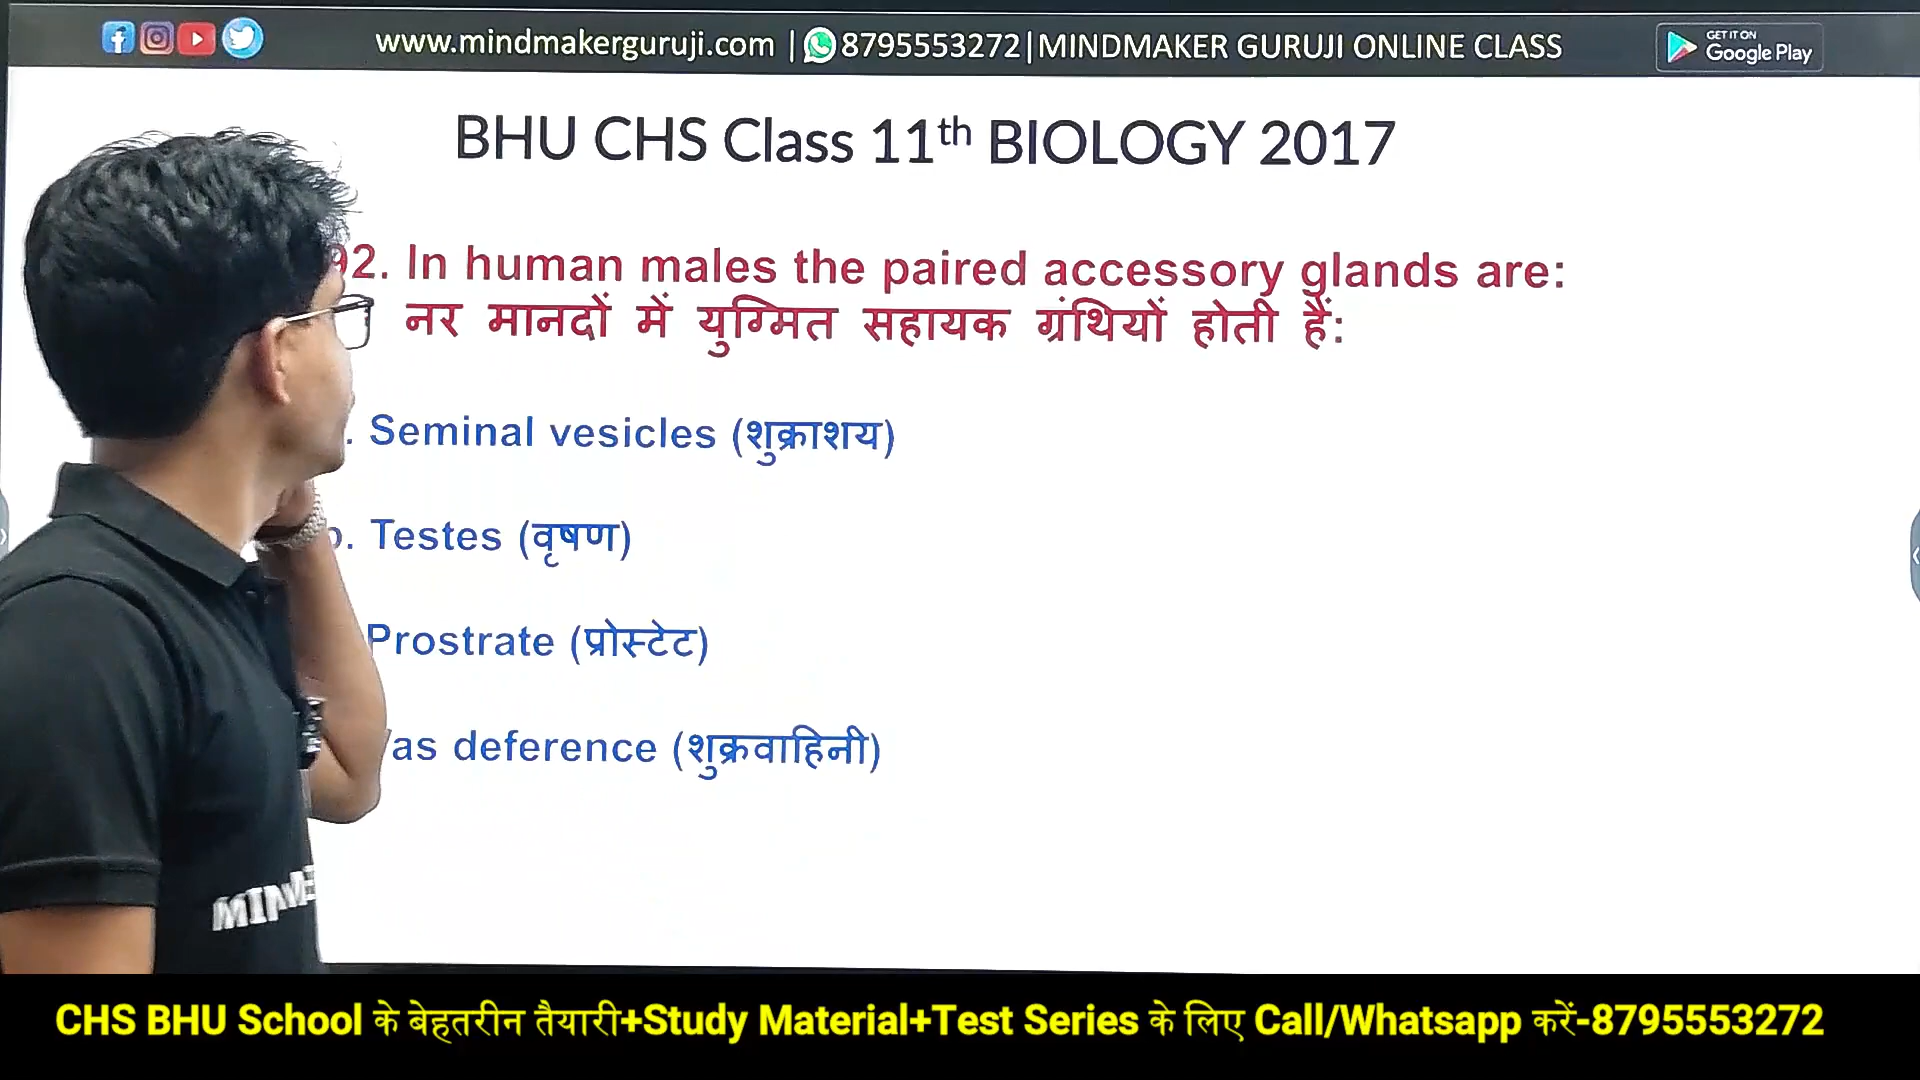 www.mindmakerguruji.com | 8795553272|MINDMAKER GURUJI ONLINE CLASS
GET IT ON
Google Play
BHU CHS Class 11th BIOLOGY 2017
92. In human males the paired accessory glands are:
नर मानदों में युग्मित सहायक ग्रंथियों होती हैं:
. Seminal vesicles (शुक्राशय)
b. Testes (वृषण)
Prostrate (प्रोस्टेट)
as deference (शुक्रवाहिनी)
CHS BHU School के बेहतरीन तैयारी+Study Material+Test Series के लिए Call/Whatsapp करें-8795553272